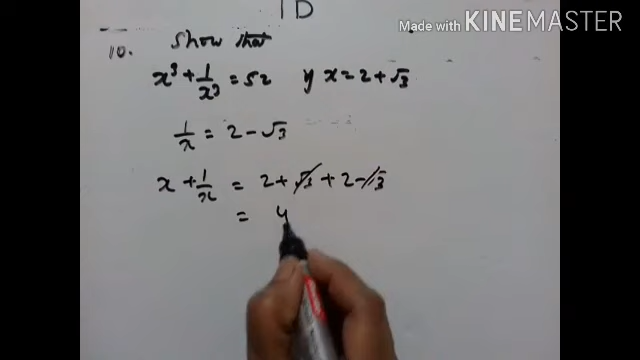 1D
Made with KINEMASTER
10. Show that
x³ + 1/x³ = 52 y x = 2 + √3
1/x = 2 - √3
x + 1/x = 2 + √3 + 2 - √3
= 4